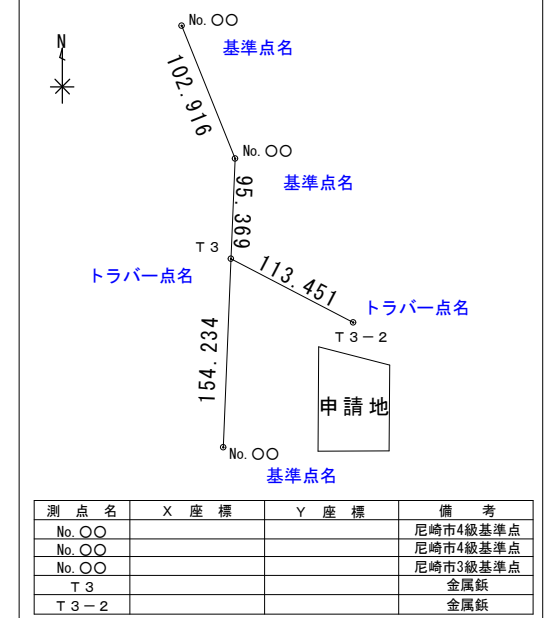 No. ○○
基準点名
N
102.916
No. ○○
基準点名
95.369
T3
トラバー点名
113.451
トラバー点名
T3-2
154.234
申請地
No. ○○
基準点名
測点名 X座標 Y座標 備考
No. ○○ 尼崎市4級基準点
No. ○○ 尼崎市4級基準点
No. ○○ 尼崎市3級基準点
T3 金属鋲
T3-2 金属鋲